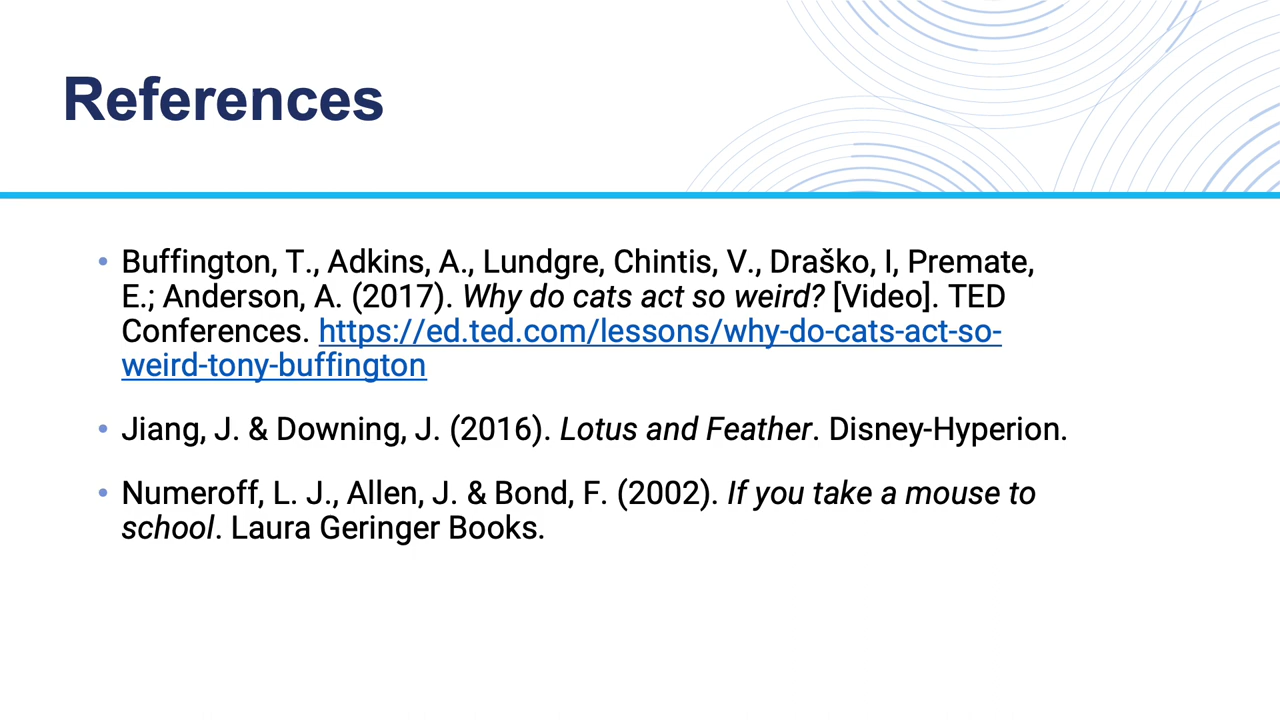 References
• Buffington, T., Adkins, A., Lundgre, Chintis, V., Draško, I, Premate,
E.; Anderson, A. (2017). Why do cats act so weird? [Video]. TED
Conferences. https://ed.ted.com/lessons/why-do-cats-act-so-
weird-tony-buffington
• Jiang, J. & Downing, J. (2016). Lotus and Feather. Disney-Hyperion.
• Numeroff, L. J., Allen, J. & Bond, F. (2002). If you take a mouse to
school. Laura Geringer Books.